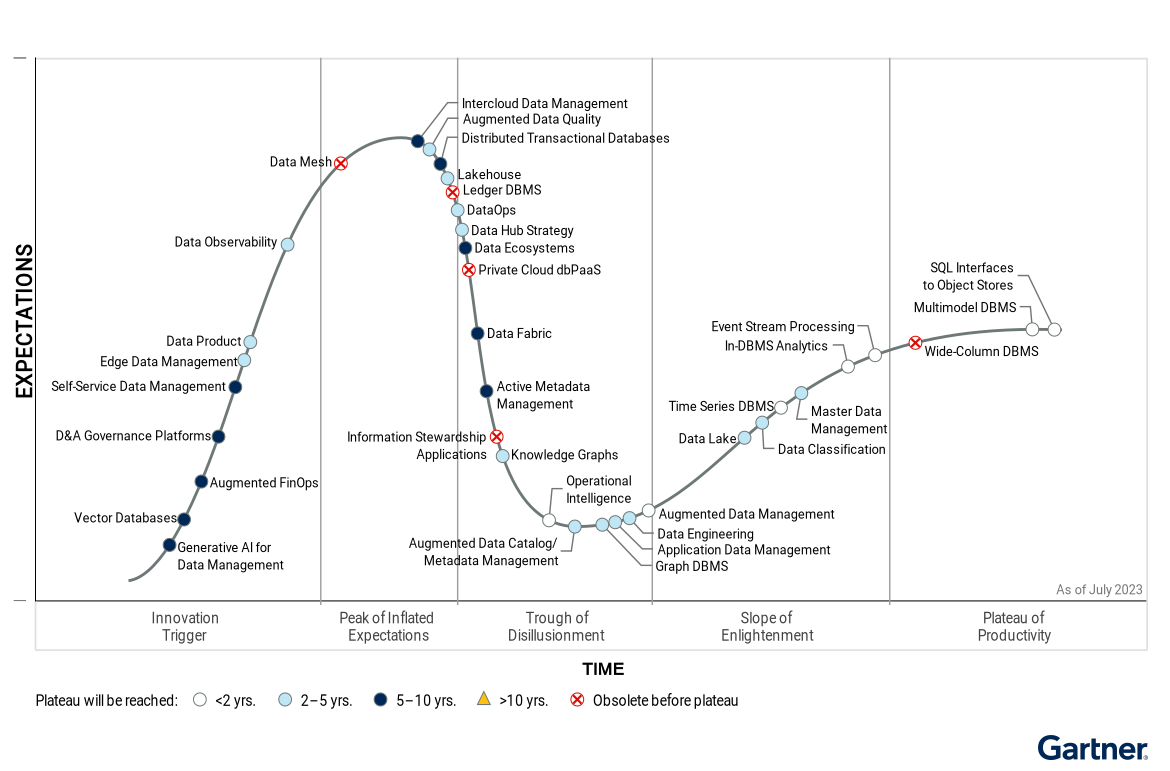 Intercloud Data Management
Augmented Data Quality
Distributed Transactional Databases
Data Mesh
Lakehouse
Ledger DBMS
DataOps
Data Hub Strategy
Data Observability
Data Ecosystems
Private Cloud dbPaaS
SQL Interfaces
to Object Stores
Multimodel DBMS
Event Stream Processing
In-DBMS Analytics
Wide-Column DBMS
Data Fabric
Data Product
Edge Data Management
Self-Service Data Management
Active Metadata
Management
Time Series DBMS
Master Data
Management
Data Lake
Data Classification
D&A Governance Platforms
Information Stewardship
Applications
Knowledge Graphs
Augmented FinOps
Operational
Intelligence
Vector Databases
Augmented Data Management
Data Engineering
Application Data Management
Graph DBMS
Augmented Data Catalog/
Metadata Management
Generative AI for
Data Management
EXPECTATIONS
As of July 2023
Innovation
Trigger
Peak of Inflated
Expectations
Trough of
Disillusionment
Slope of
Enlightenment
Plateau of
Productivity
TIME
Plateau will be reached: <2 yrs. 2–5 yrs. 5–10 yrs. >10 yrs. Obsolete before plateau
Gartner®